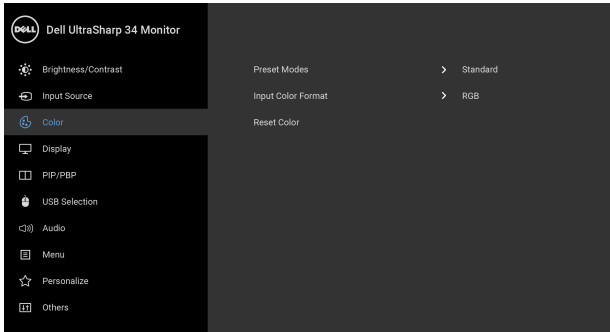 DELL Dell UltraSharp 34 Monitor
Brightness/Contrast
Input Source
Color
Display
PIP/PBP
USB Selection
Audio
Menu
Personalize
Others
Preset Modes > Standard
Input Color Format > RGB
Reset Color